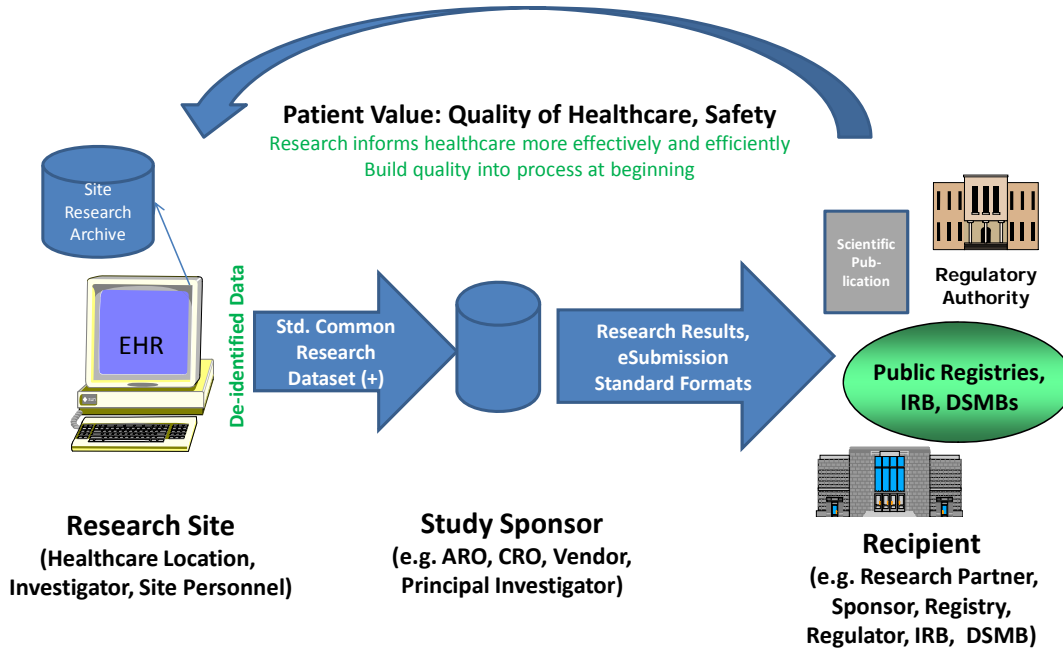 Patient Value: Quality of Healthcare, Safety
Research informs healthcare more effectively and efficiently
Build quality into process at beginning
Site
Research
Archive
EHR
De-identified Data
Std. Common
Research
Dataset (+)
Research Results,
eSubmission
Standard Formats
Scientific
Pub-
lication
Regulatory
Authority
Public Registries,
IRB, DSMBs
Research Site
(Healthcare Location,
Investigator, Site Personnel)
Study Sponsor
(e.g. ARO, CRO, Vendor,
Principal Investigator)
Recipient
(e.g. Research Partner,
Sponsor, Registry,
Regulator, IRB, DSMB)